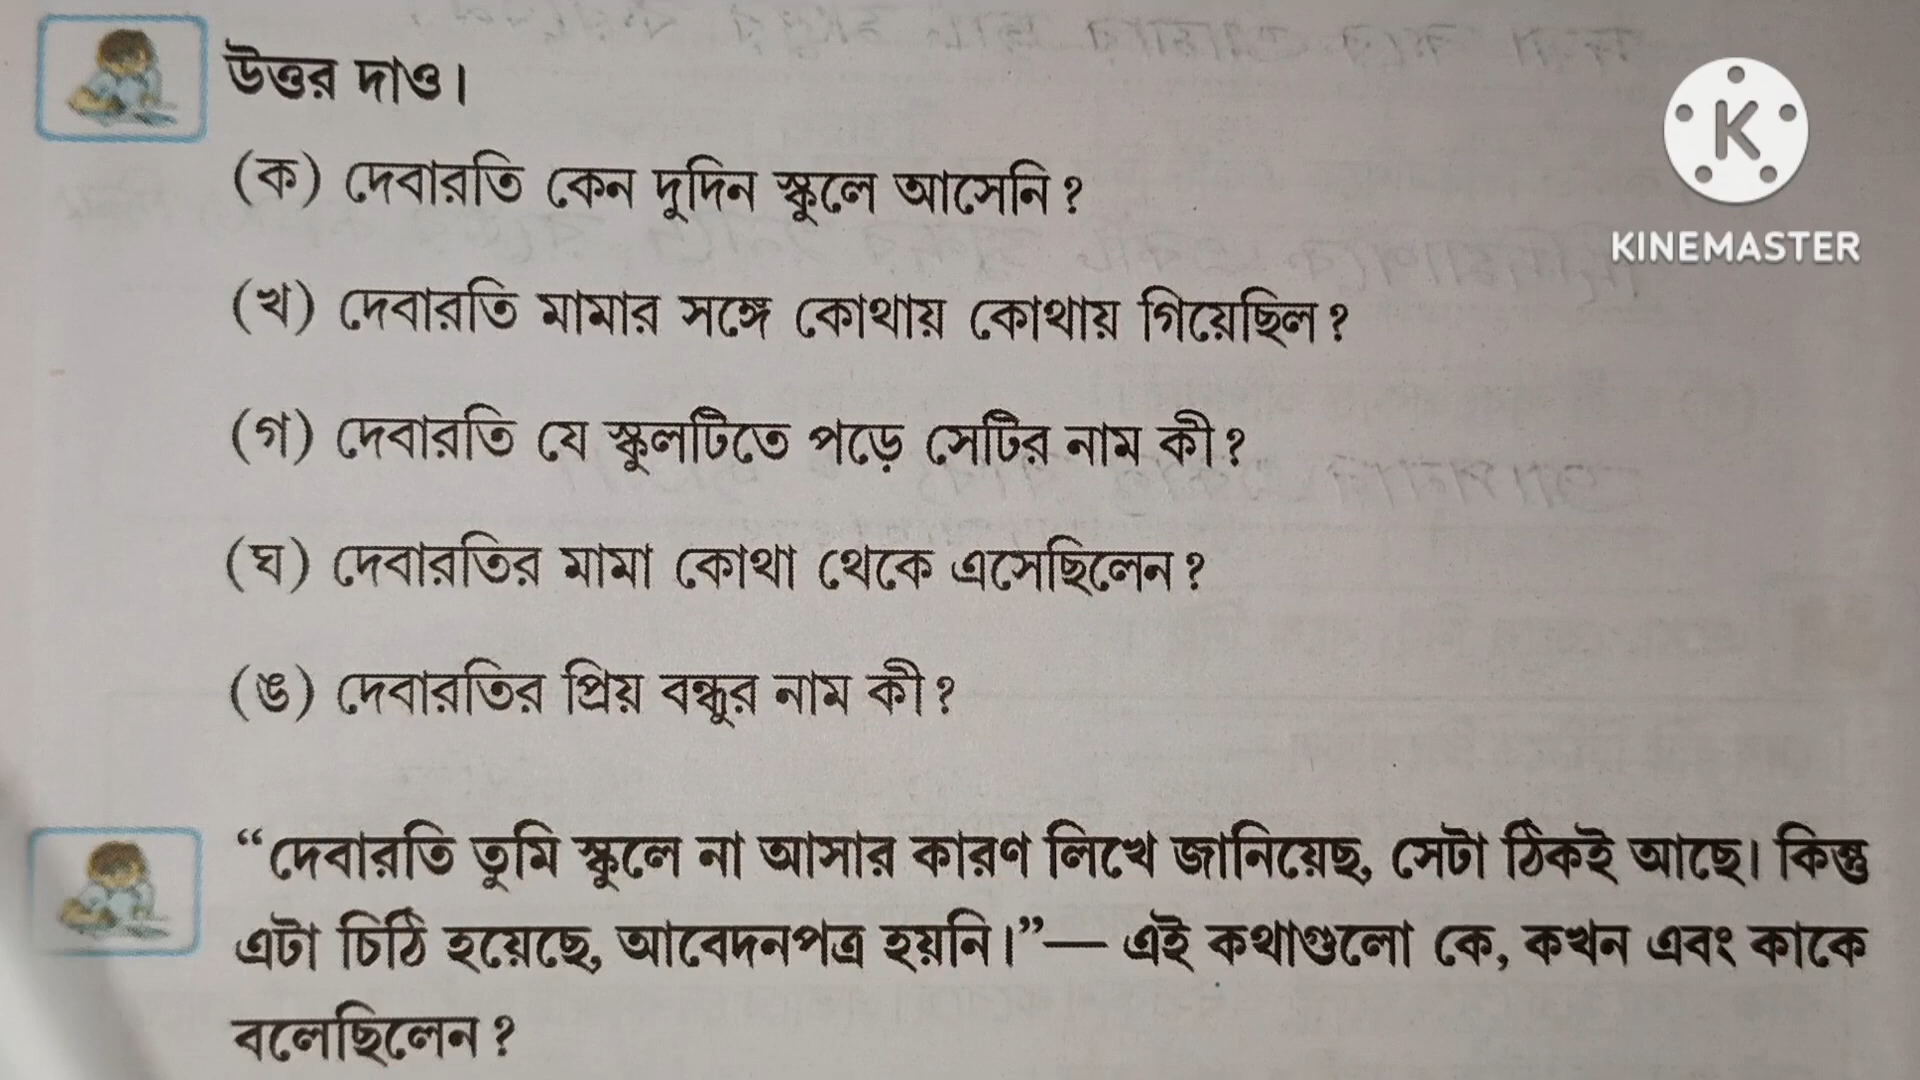 উত্তর দাও।
(ক) দেবারতি কেন দুদিন স্কুলে আসেনি?
KINEMASTER
(খ) দেবারতি মামার সঙ্গে কোথায় কোথায় গিয়েছিল?
(গ) দেবারতি যে স্কুলটিতে পড়ে সেটির নাম কী?
(ঘ) দেবারতির মামা কোথা থেকে এসেছিলেন?
(ঙ) দেবারতির প্রিয় বন্ধুর নাম কী?
“দেবারতি তুমি স্কুলে না আসার কারণ লিখে জানিয়েছ, সেটা ঠিকই আছে। কিন্তু
এটা চিঠি হয়েছে, আবেদনপত্র হয়নি।”— এই কথাগুলো কে, কখন এবং কাকে
বলেছিলেন?